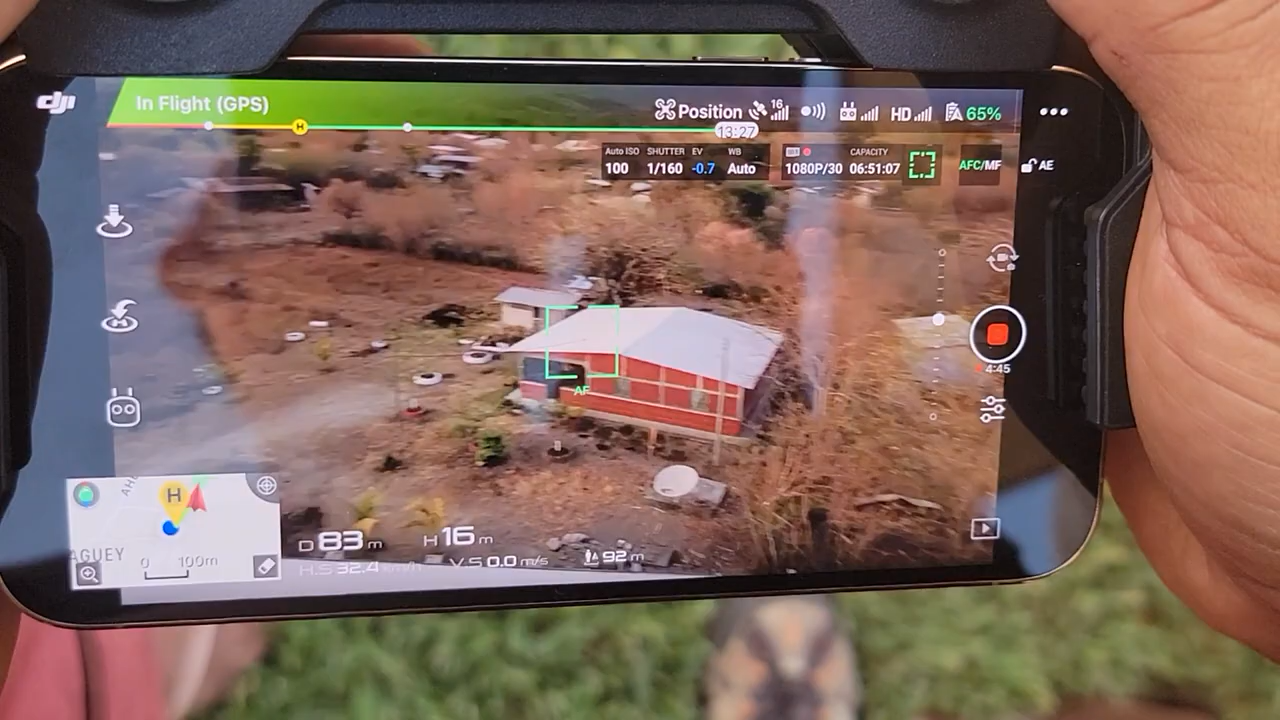 dji
In Flight (GPS)
Position 16 HD 65%
13:27
Auto ISO SHUTTER EV WB
100 1/160 -0.7 Auto
CAPACITY
1080P/30 06:51:07
AFC/MF
AE
4:45
AF
H
AGUEY
0 100m
D 83 m
H 16 m
H.S 32.4 km/h
V.S 0.0 m/s
92 m